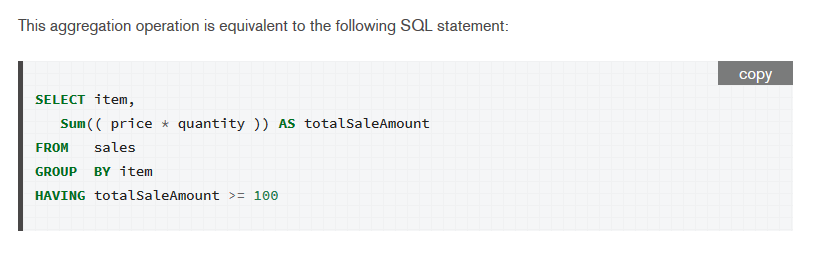 This aggregation operation is equivalent to the following SQL statement:
copy
SELECT item,
Sum(( price * quantity )) AS totalSaleAmount
FROM sales
GROUP BY item
HAVING totalSaleAmount >= 100